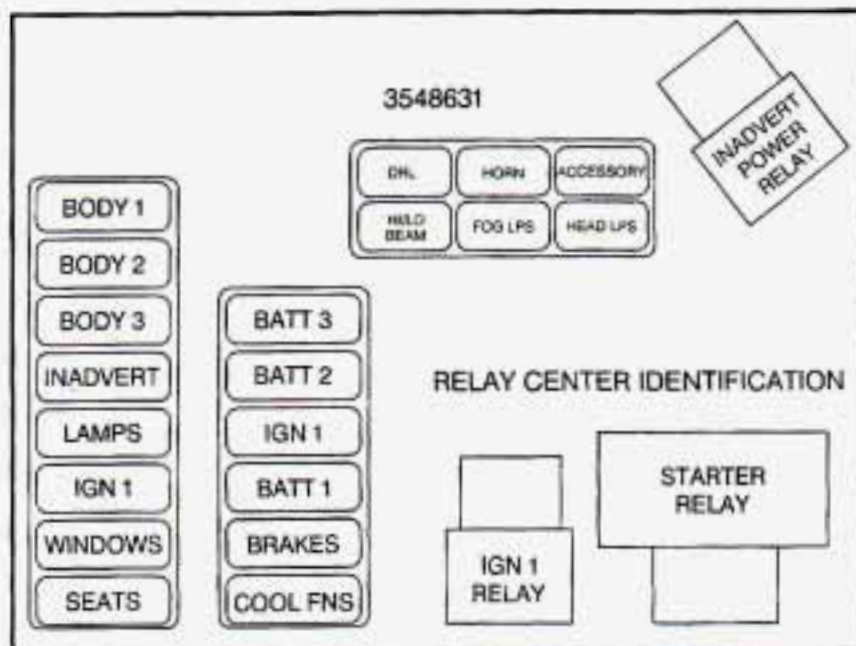 3548631
INADVERT
POWER
RELAY
DRL
HORN
ACCESSORY
HI/LO
BEAM
FOG LPS
HEAD LPS
BODY 1
BODY 2
BODY 3
INADVERT
LAMPS
IGN 1
WINDOWS
SEATS
BATT 3
BATT 2
IGN 1
BATT 1
BRAKES
COOL FNS
RELAY CENTER IDENTIFICATION
IGN 1
RELAY
STARTER
RELAY